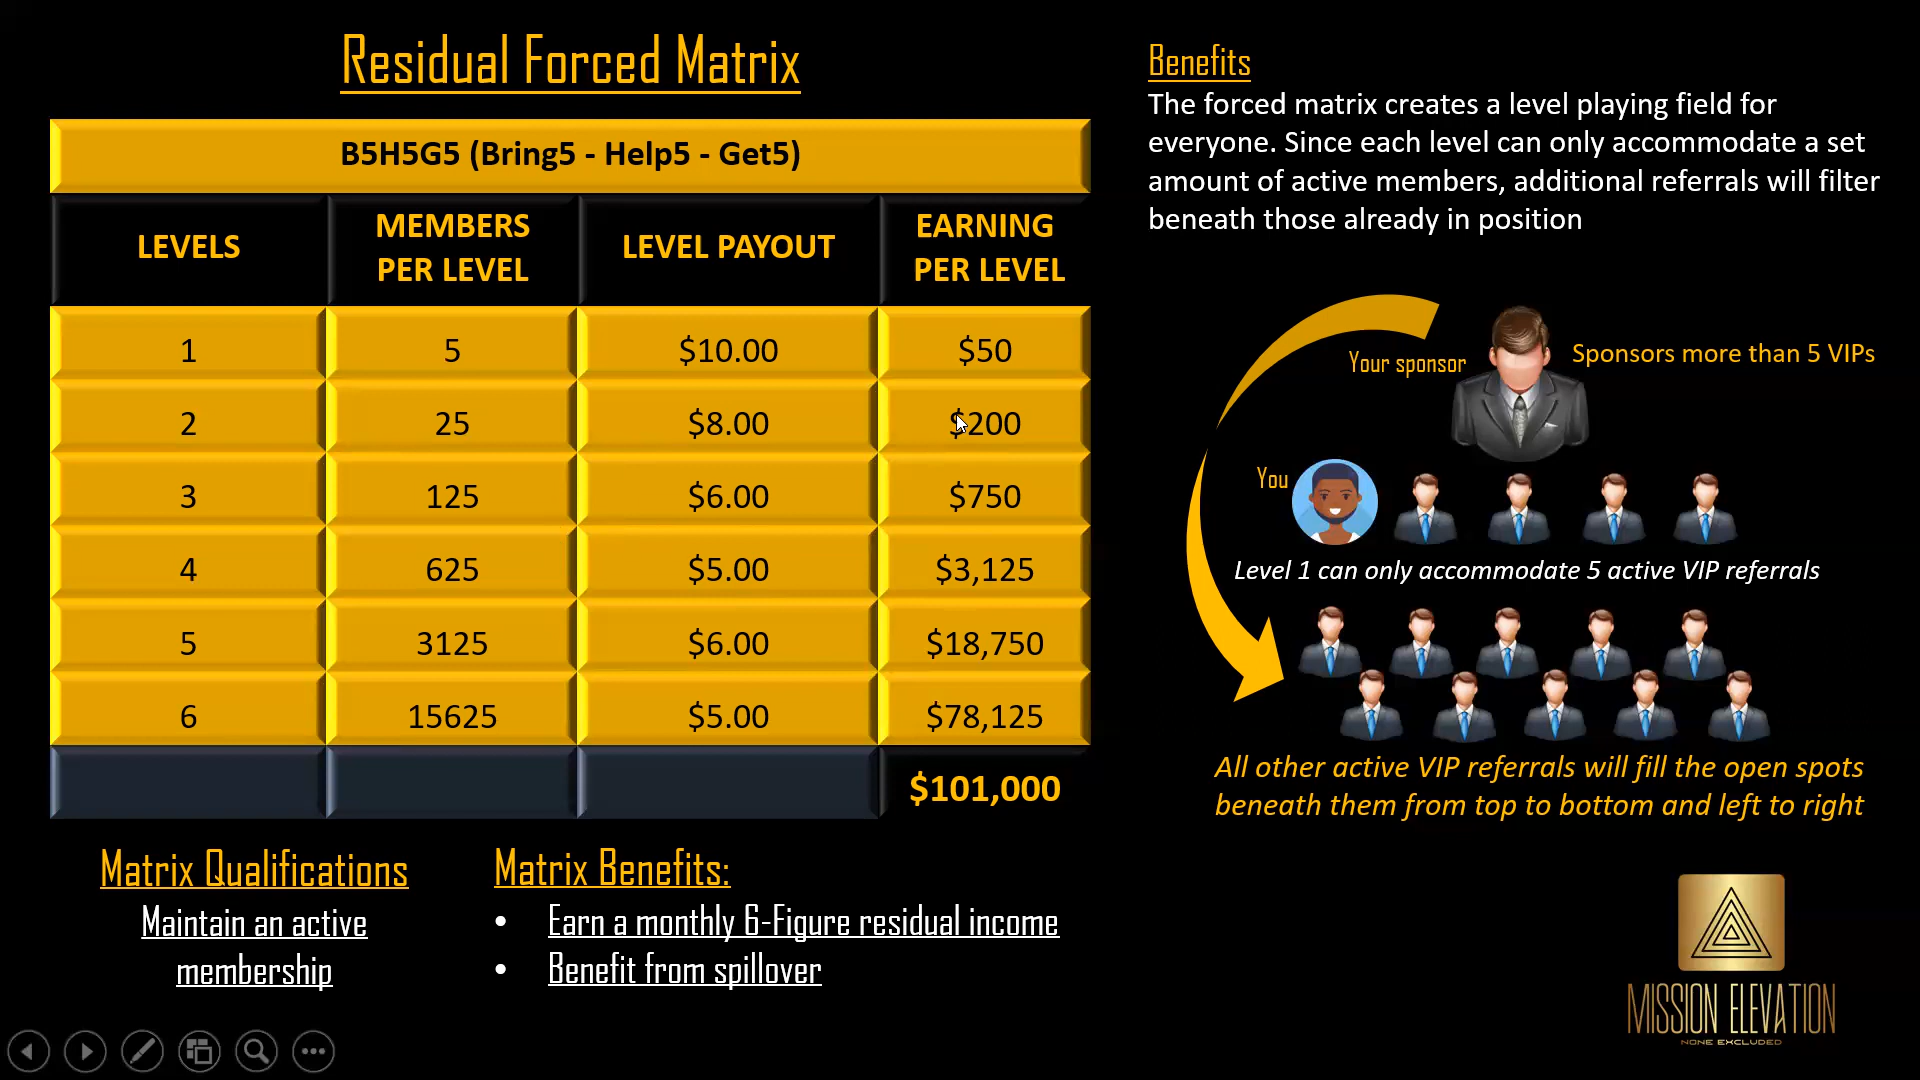 Residual Forced Matrix
B5H5G5 (Bring5 - Help5 - Get5)
LEVELS
MEMBERS
PER LEVEL
LEVEL PAYOUT
EARNING
PER LEVEL
1 5 $10.00 $50
2 25 $8.00 $200
3 125 $6.00 $750
4 625 $5.00 $3,125
5 3125 $6.00 $18,750
6 15625 $5.00 $78,125
$101,000
Matrix Qualifications
Maintain an active
membership
Matrix Benefits:
• Earn a monthly 6-Figure residual income
• Benefit from spillover
Benefits
The forced matrix creates a level playing field for
everyone. Since each level can only accommodate a set
amount of active members, additional referrals will filter
beneath those already in position
Your sponsor
Sponsors more than 5 VIPs
You
Level 1 can only accommodate 5 active VIP referrals
All other active VIP referrals will fill the open spots
beneath them from top to bottom and left to right
MISSION ELEVATION
NONE EXCLUDED